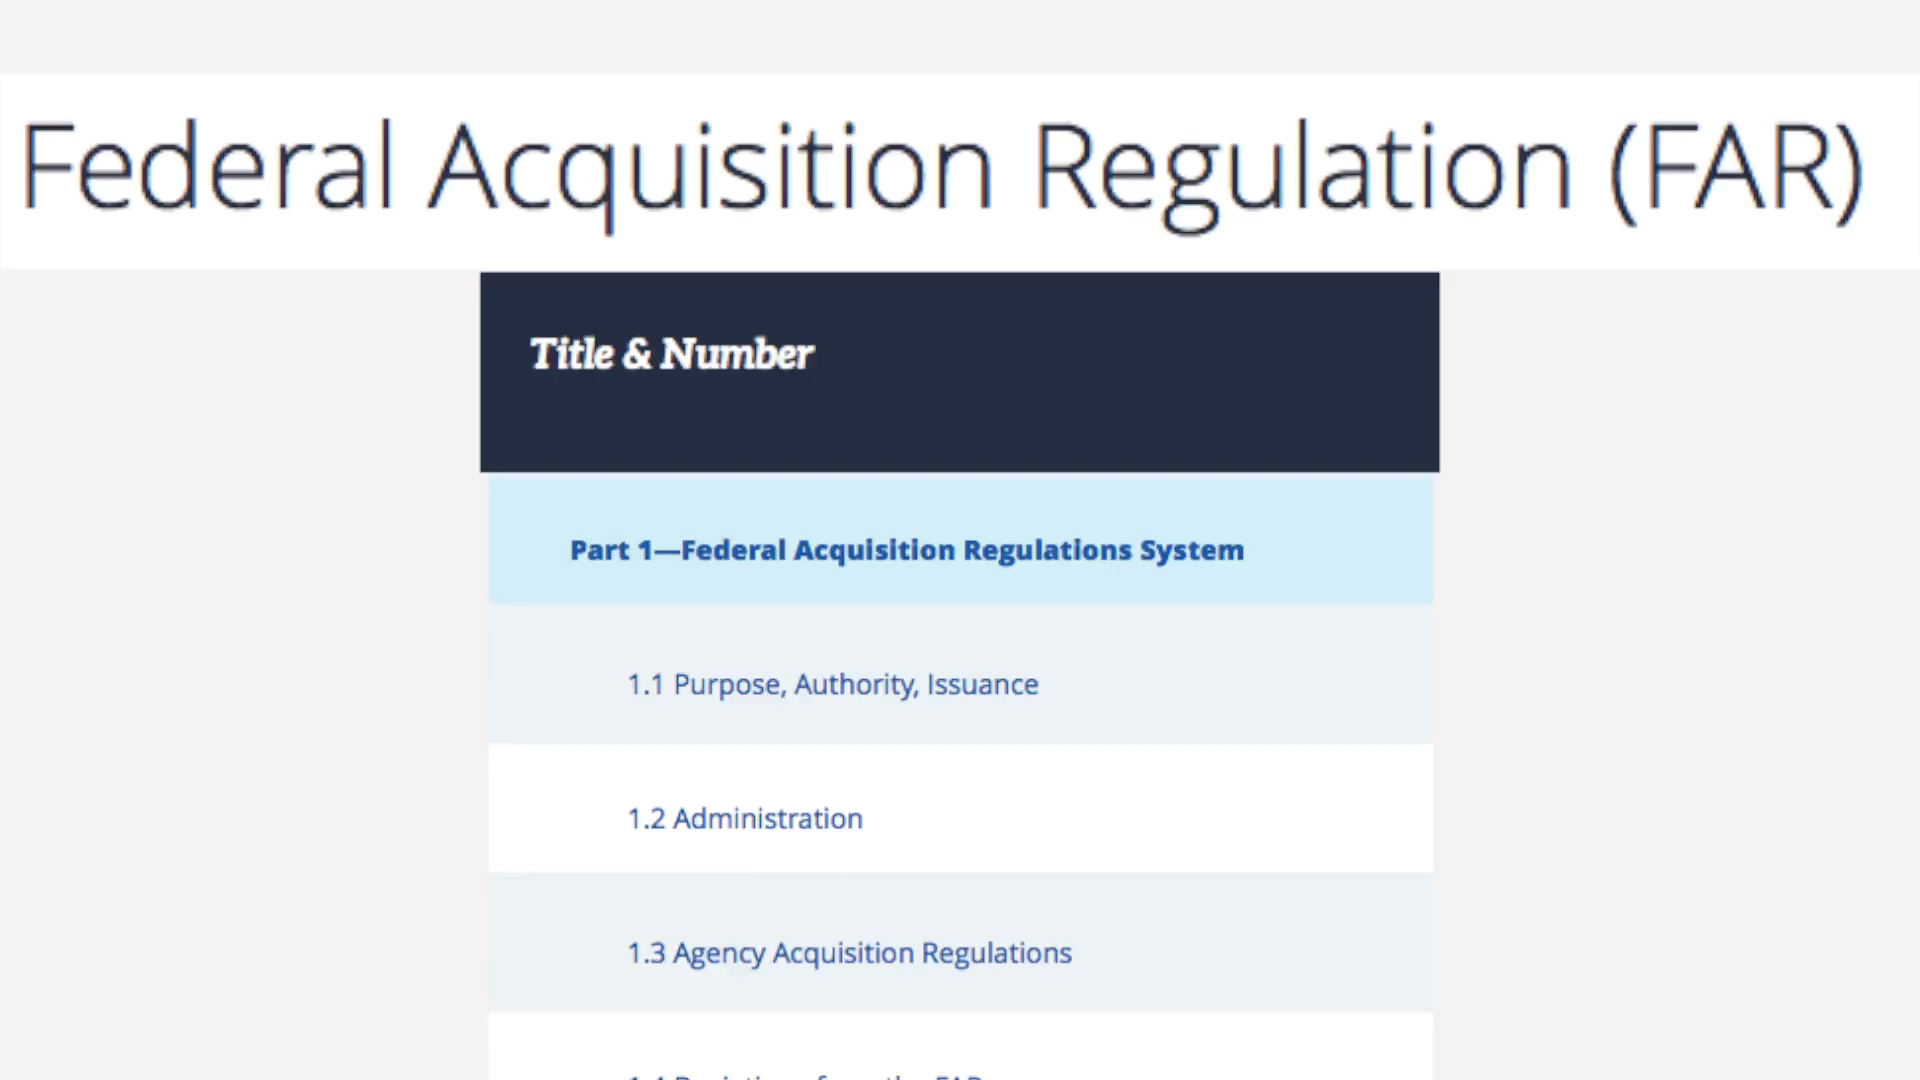 Federal Acquisition Regulation (FAR)
Title & Number
Part 1—Federal Acquisition Regulations System
1.1 Purpose, Authority, Issuance
1.2 Administration
1.3 Agency Acquisition Regulations